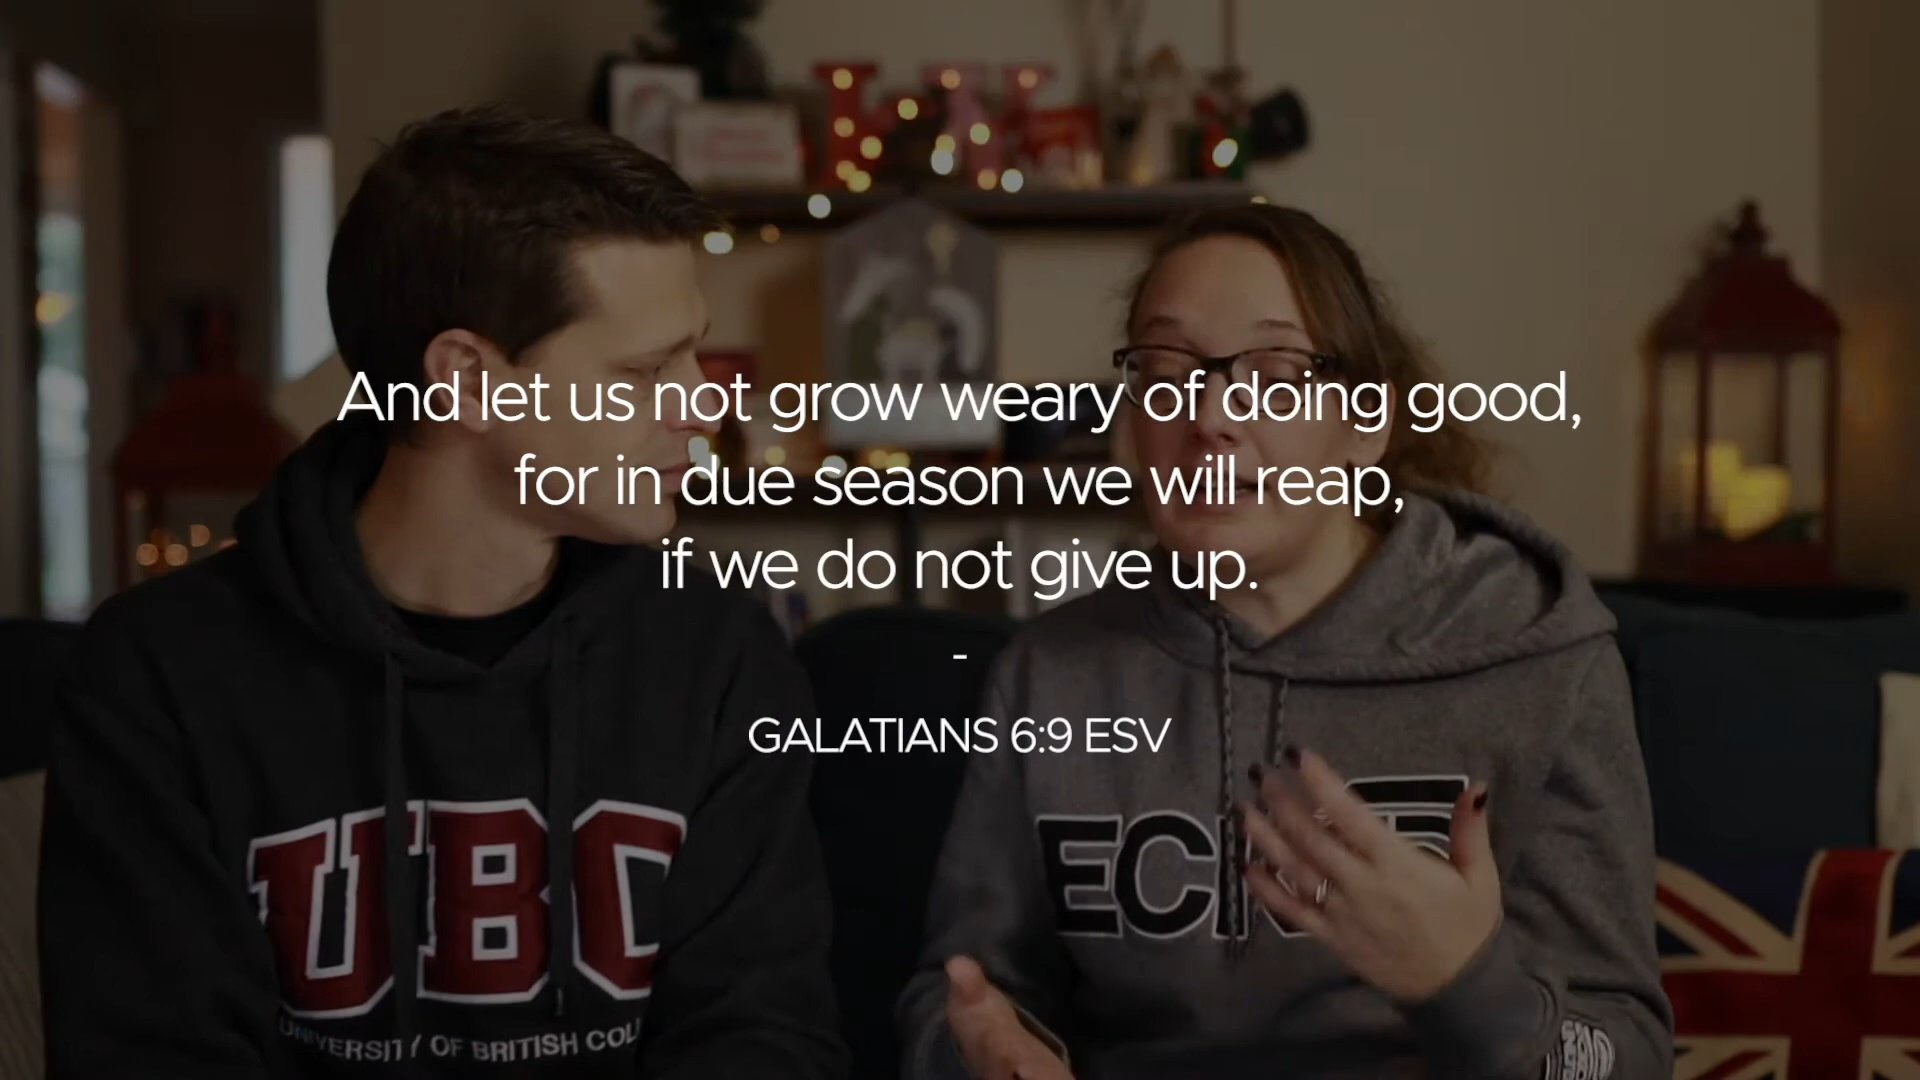 And let us not grow weary of doing good,
for in due season we will reap,
if we do not give up.
-
GALATIANS 6:9 ESV
UBC
UNIVERSITY OF BRITISH COL
EC